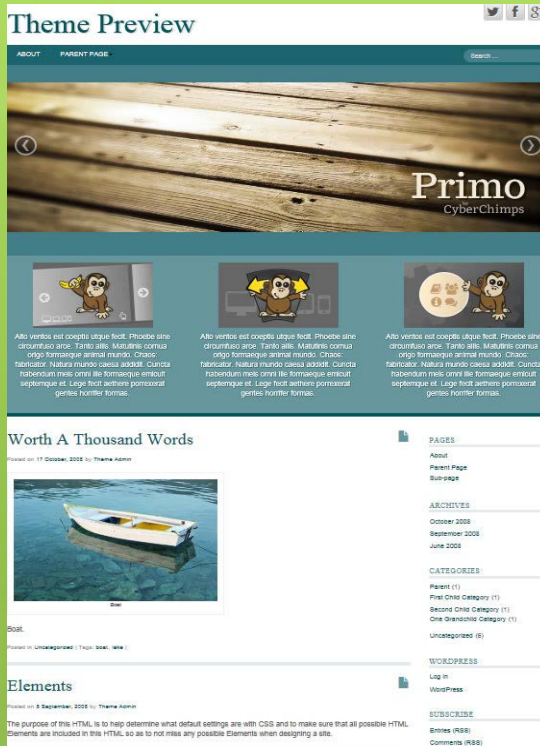 Theme Preview
ABOUT PARENT PAGE
Search ...
Primo
by
CyberChimps
Alto ventos est coeptis utque fecit. Phoebe sine
circumfuso arce. Tanto aliis. Matutinis cornua
origo formaeque animal mundo. Chaos:
fabricator. Natura mundo caesa addidit. Cuncta
habendum meis omni ille formaeque emicuit
septemque et. Lege fecit aethere porrexerat
gentes horrifer formas.
Alto ventos est coeptis utque fecit. Phoebe sine
circumfuso arce. Tanto aliis. Matutinis cornua
origo formaeque animal mundo. Chaos:
fabricator. Natura mundo caesa addidit. Cuncta
habendum meis omni ille formaeque emicuit
septemque et. Lege fecit aethere porrexerat
gentes horrifer formas.
Alto ventos est coeptis utque fecit. Phoebe sine
circumfuso arce. Tanto aliis. Matutinis cornua
origo formaeque animal mundo. Chaos:
fabricator. Natura mundo caesa addidit. Cuncta
habendum meis omni ille formaeque emicuit
septemque et. Lege fecit aethere porrexerat
gentes horrifer formas.
Worth A Thousand Words
Posted on 17 October, 2008 by Theme Admin
Boat
Boat.
Posted in Uncategorized | Tags: boat, lake |
Elements
Posted on 5 September, 2008 by Theme Admin
The purpose of this HTML is to help determine what default settings are with CSS and to make sure that all possible HTML
Elements are included in this HTML so as to not miss any possible Elements when designing a site.
PAGES
About
Parent Page
Sub-page
ARCHIVES
October 2008
September 2008
June 2008
CATEGORIES
Parent (1)
First Child Category (1)
Second Child Category (1)
One Grandchild Category (1)
Uncategorized (6)
WORDPRESS
Log in
WordPress
SUBSCRIBE
Entries (RSS)
Comments (RSS)